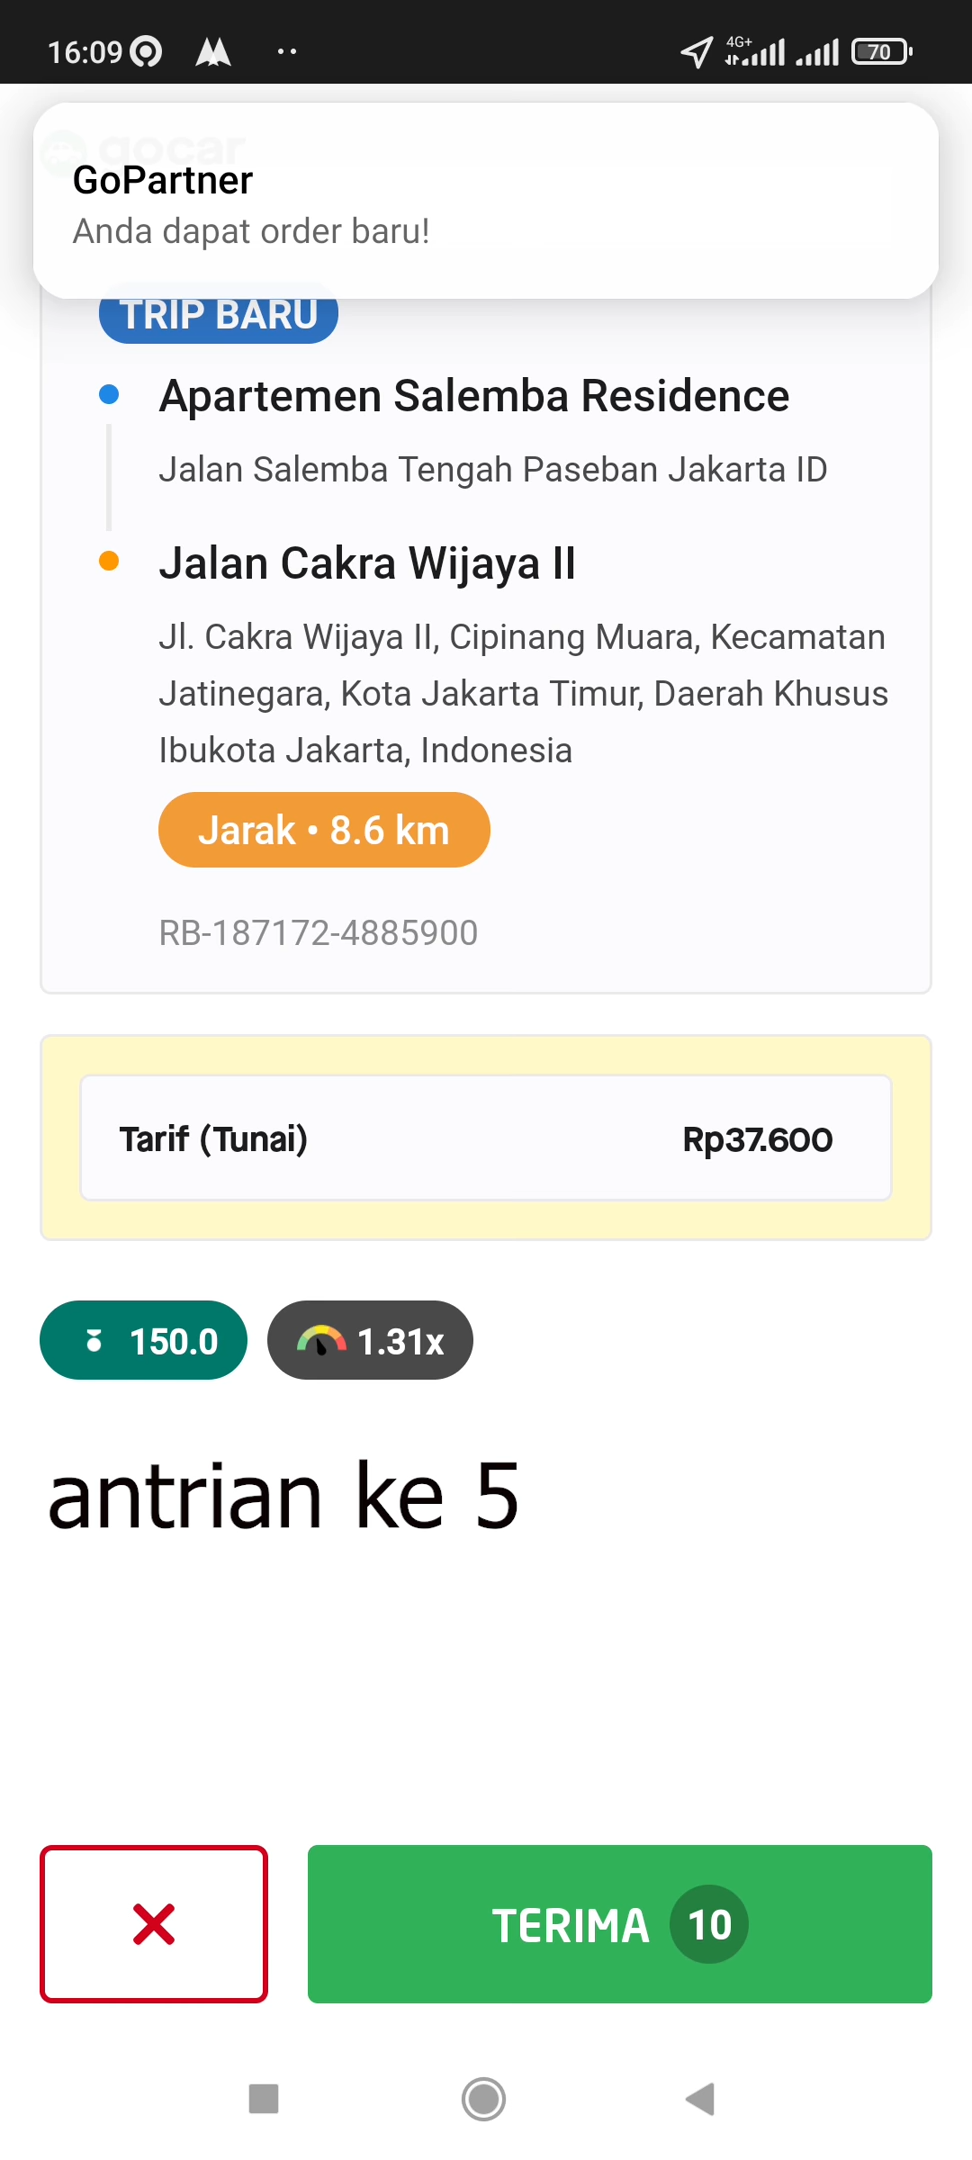 16:09
4G+
70
gocar
GoPartner
Anda dapat order baru!
TRIP BARU
Apartemen Salemba Residence
Jalan Salemba Tengah Paseban Jakarta ID
Jalan Cakra Wijaya II
Jl. Cakra Wijaya II, Cipinang Muara, Kecamatan
Jatinegara, Kota Jakarta Timur, Daerah Khusus
Ibukota Jakarta, Indonesia
Jarak • 8.6 km
RB-187172-4885900
Tarif (Tunai) Rp37.600
150.0 1.31x
antrian ke 5
TERIMA 10